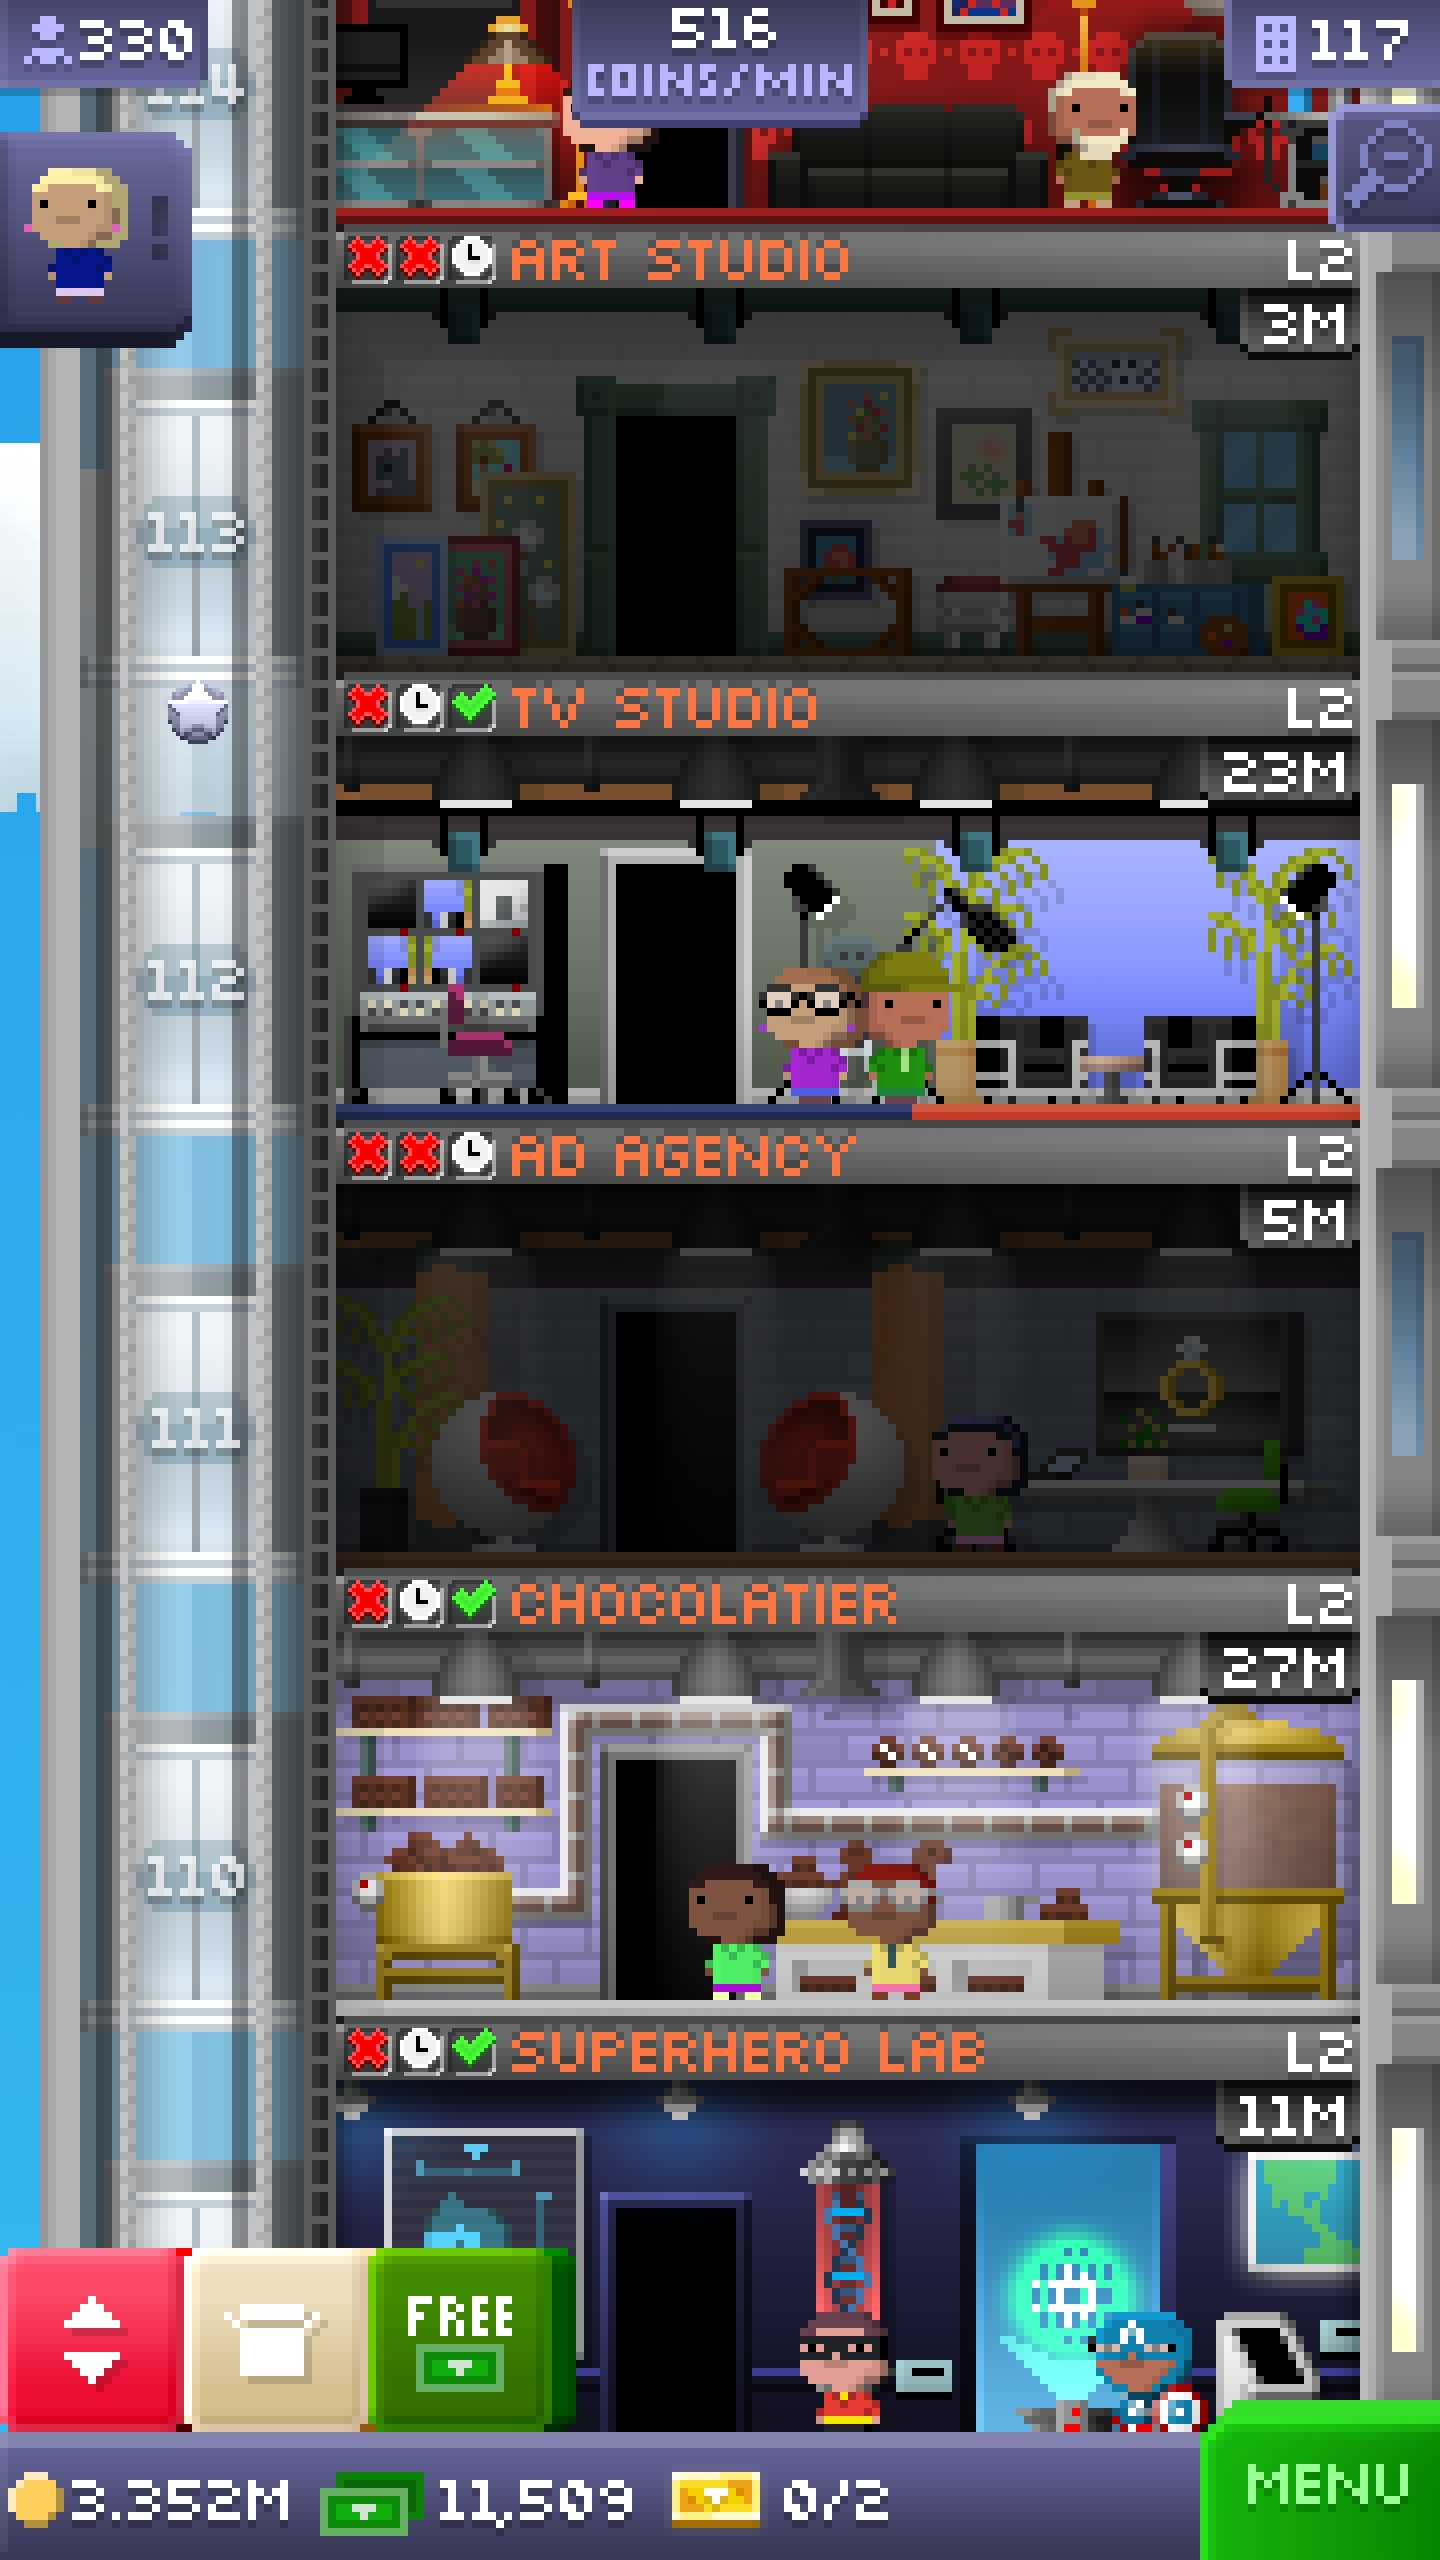 330
516
COINS/MIN
117
114
ART STUDIO L2
3M
113
TV STUDIO L2
23M
112
AD AGENCY L2
5M
111
CHOCOLATIER L2
27M
110
SUPERHERO LAB L2
11M
FREE
3.352M 11,509 0/2
MENU